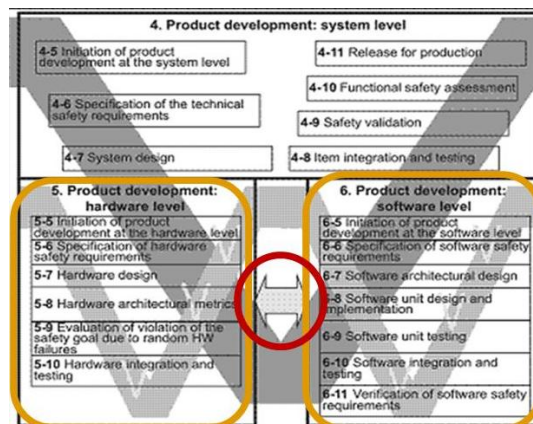 4. Product development: system level
4-5 Initiation of product
development at the system level
4-6 Specification of the technical
safety requirements
4-7 System design
4-11 Release for production
4-10 Functional safety assessment
4-9 Safety validation
4-8 Item integration and testing
5. Product development:
hardware level
5-5 Initiation of product
development at the hardware level
5-6 Specification of hardware
safety requirements
5-7 Hardware design
5-8 Hardware architectural metrics
5-9 Evaluation of violation of the
safety goal due to random HW
failures
5-10 Hardware integration and
testing
6. Product development:
software level
6-5 Initiation of product
development at the software level
6-6 Specification of software safety
requirements
6-7 Software architectural design
6-8 Software unit design and
implementation
6-9 Software unit testing
6-10 Software integration and
testing
6-11 Verification of software safety
requirements